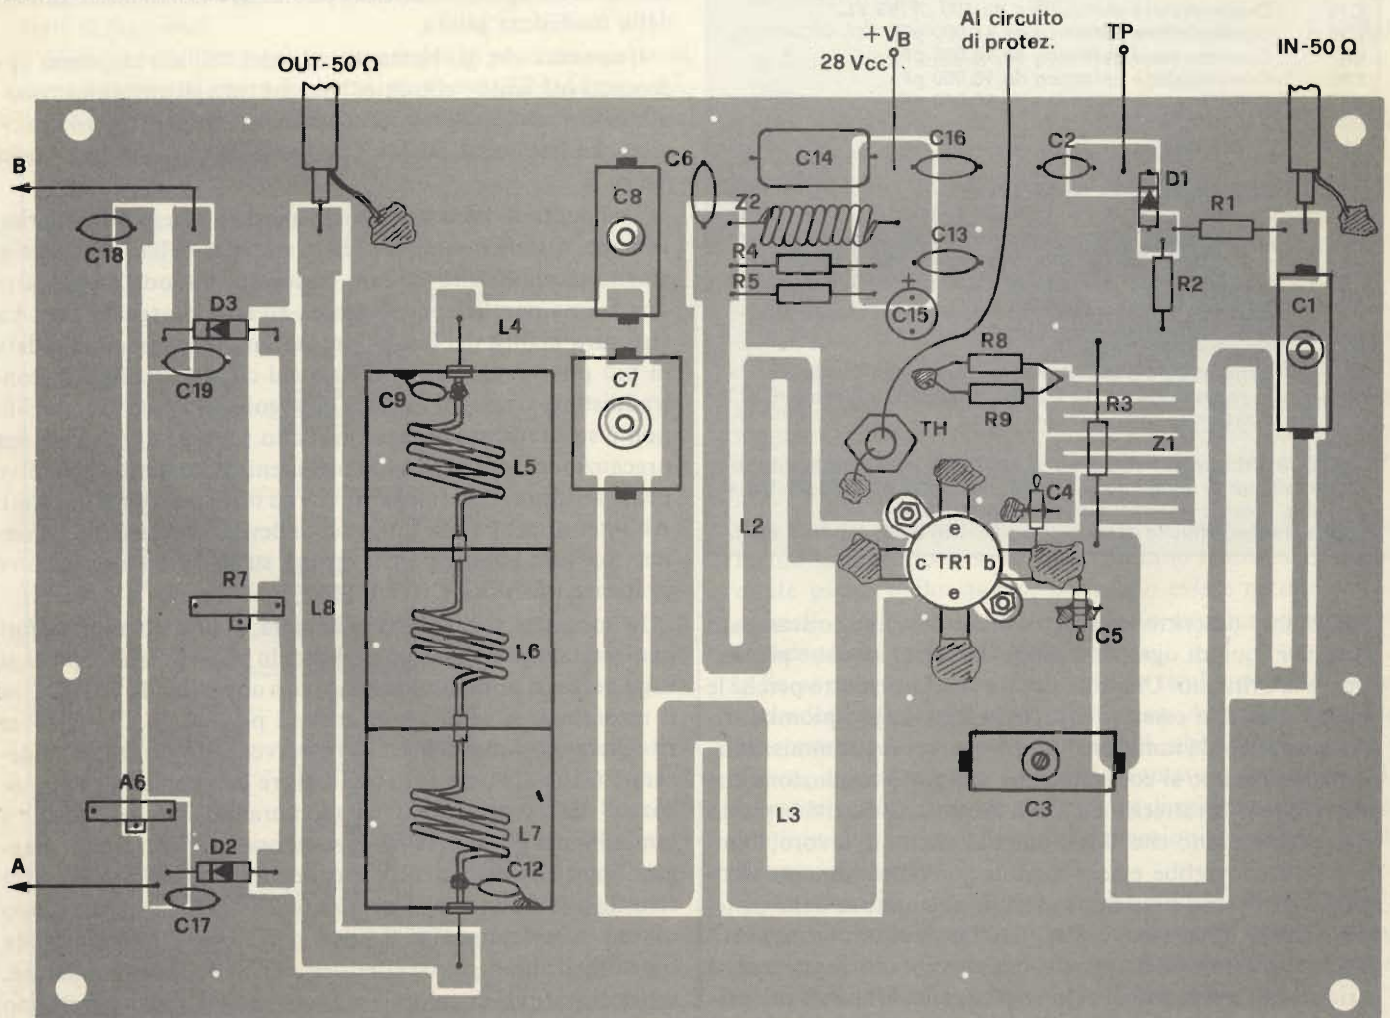 Al circuito
di protez.
+VB
28 Vcc.
TP
IN-50 Ω
OUT-50 Ω
B
C18
D3
C19
R7
L8
A6
D2
A
C17
C8
C6
C14
C16
C2
D1
R1
Z2
C13
R4
R5
R2
C1
+
C15
L4
C7
R8
R9
R3
Z1
C9
L5
TH
C4
L2
e
c TR1 b
e
C5
L6
L7
C12
L3
C3